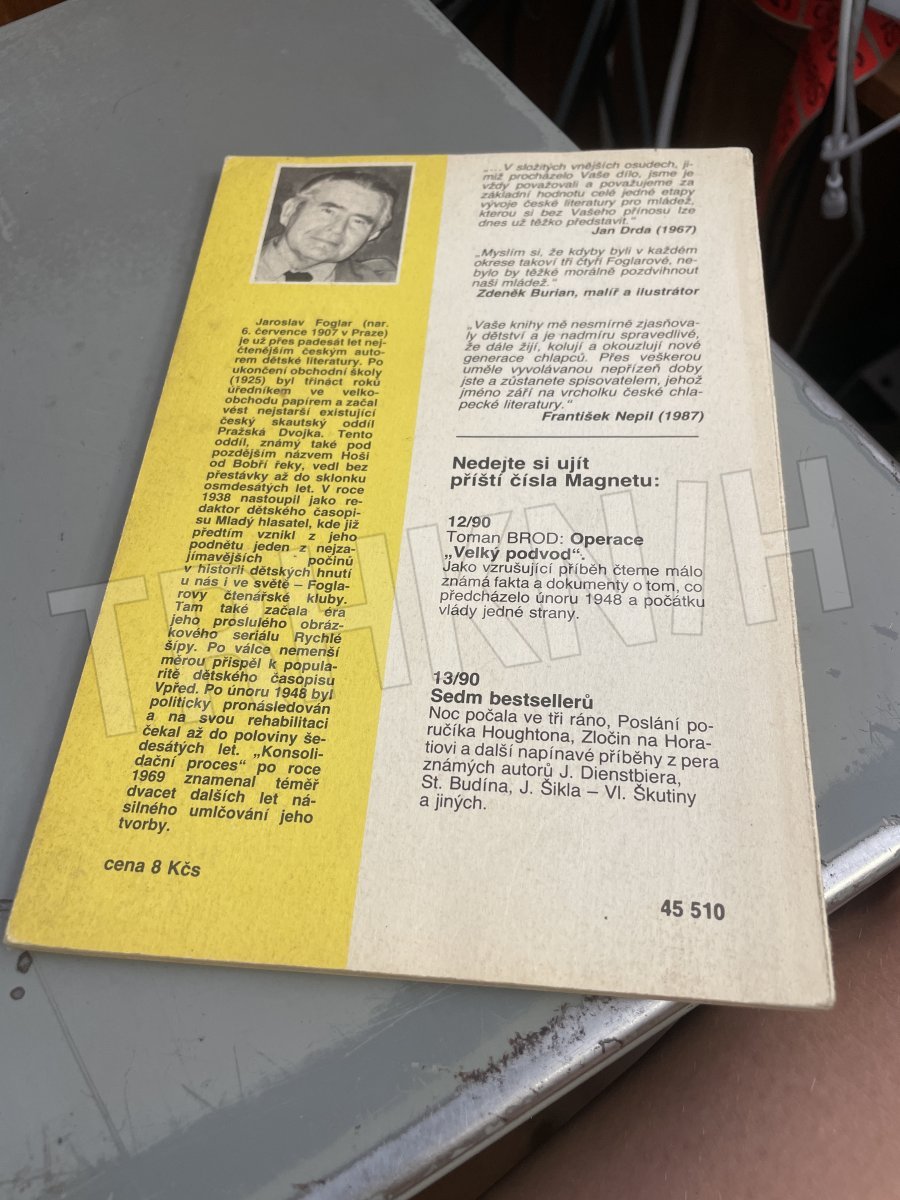 Jaroslav Foglar (nar.
6. července 1907 v Praze)
je už přes padesát let nej-
čtenějším českým auto-
rem dětské literatury. Po
ukončení obchodní školy
(1925) byl třináct roků
úředníkem ve velko-
obchodu papírem a začal
vést nejstarší existující
český skautský oddíl
Pražská Dvojka. Tento
oddíl, známý také pod
pozdějším názvem Hoši
od Bobří řeky, vedl bez
přestávky až do sklonku
osmdesátých let. V roce
1938 nastoupil jako re-
daktor dětského časopi-
su Mladý hlasatel, kde již
předtím vznikl z jeho
podnětu jeden z nejza-
jímavějších počinů
v historii dětských hnutí
u nás i ve světě – Fogla-
rovy čtenářské kluby.
Tam také začala éra
jeho proslulého obráz-
kového seriálu Rychlé
šípy. Po válce nemenší
měrou přispěl k popula-
ritě dětského časopisu
Vpřed. Po únoru 1948 byl
politicky pronásledován
a na svou rehabilitaci
čekal až do poloviny še-
desátých let. „Konsoli-
dační proces“ po roce
1969 znamenal téměř
dvacet dalších let ná-
silného umlčování jeho
tvorby.
cena 8 Kčs
„...V složitých vnějších osudech, ji-
miž procházelo Vaše dílo, jsme je
vždy považovali a považujeme za
základní hodnotu celé jedné etapy
vývoje české literatury pro mládež,
kterou si bez Vašeho přínosu lze
dnes už těžko představit.“
Jan Drda (1967)
„Myslím si, že kdyby byli v každém
okrese takoví tři čtyři Foglarové, ne-
bylo by těžké morálně pozdvihnout
naši mládež.“
Zdeněk Burian, malíř a ilustrátor
„Vaše knihy mě nesmírně zjasňova-
ly dětství a je nadmíru spravedlivé,
že dále žijí, kolují a okouzlují nové
generace chlapců. Přes veškerou
uměle vyvolávanou nepřízeň doby
jste a zůstanete spisovatelem, jehož
jméno září na vrcholku české chla-
pecké literatury.“
František Nepil (1987)
Nedejte si ujít
příští čísla Magnetu:
12/90
Toman BROD: Operace
„Velký podvod“.
Jako vzrušující příběh čteme málo
známá fakta a dokumenty o tom, co
předcházelo únoru 1948 a počátku
vlády jedné strany.
13/90
Sedm bestsellerů
Noc počala ve tři ráno, Poslání po-
ručíka Houghtona, Zločin na Hora-
tiovi a další napínavé příběhy z pera
známých autorů J. Dienstbiera,
St. Budína, J. Šikla – Vl. Škutiny
a jiných.
45 510
TRHKNIH